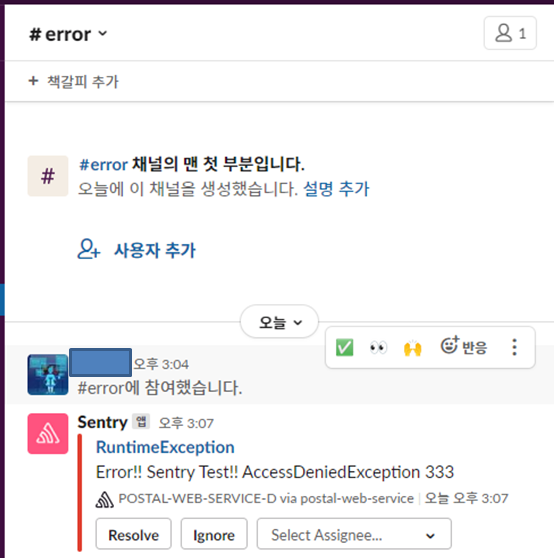 # error
1
+ 책갈피 추가
#
#error 채널의 맨 첫 부분입니다.
오늘에 이 채널을 생성했습니다. 설명 추가
사용자 추가
오늘
반응
오후 3:04
#error에 참여했습니다.
Sentry 앱 오후 3:07
RuntimeException
Error!! Sentry Test!! AccessDeniedException 333
POSTAL-WEB-SERVICE-D via postal-web-service | 오늘 오후 3:07
Resolve Ignore Select Assignee...